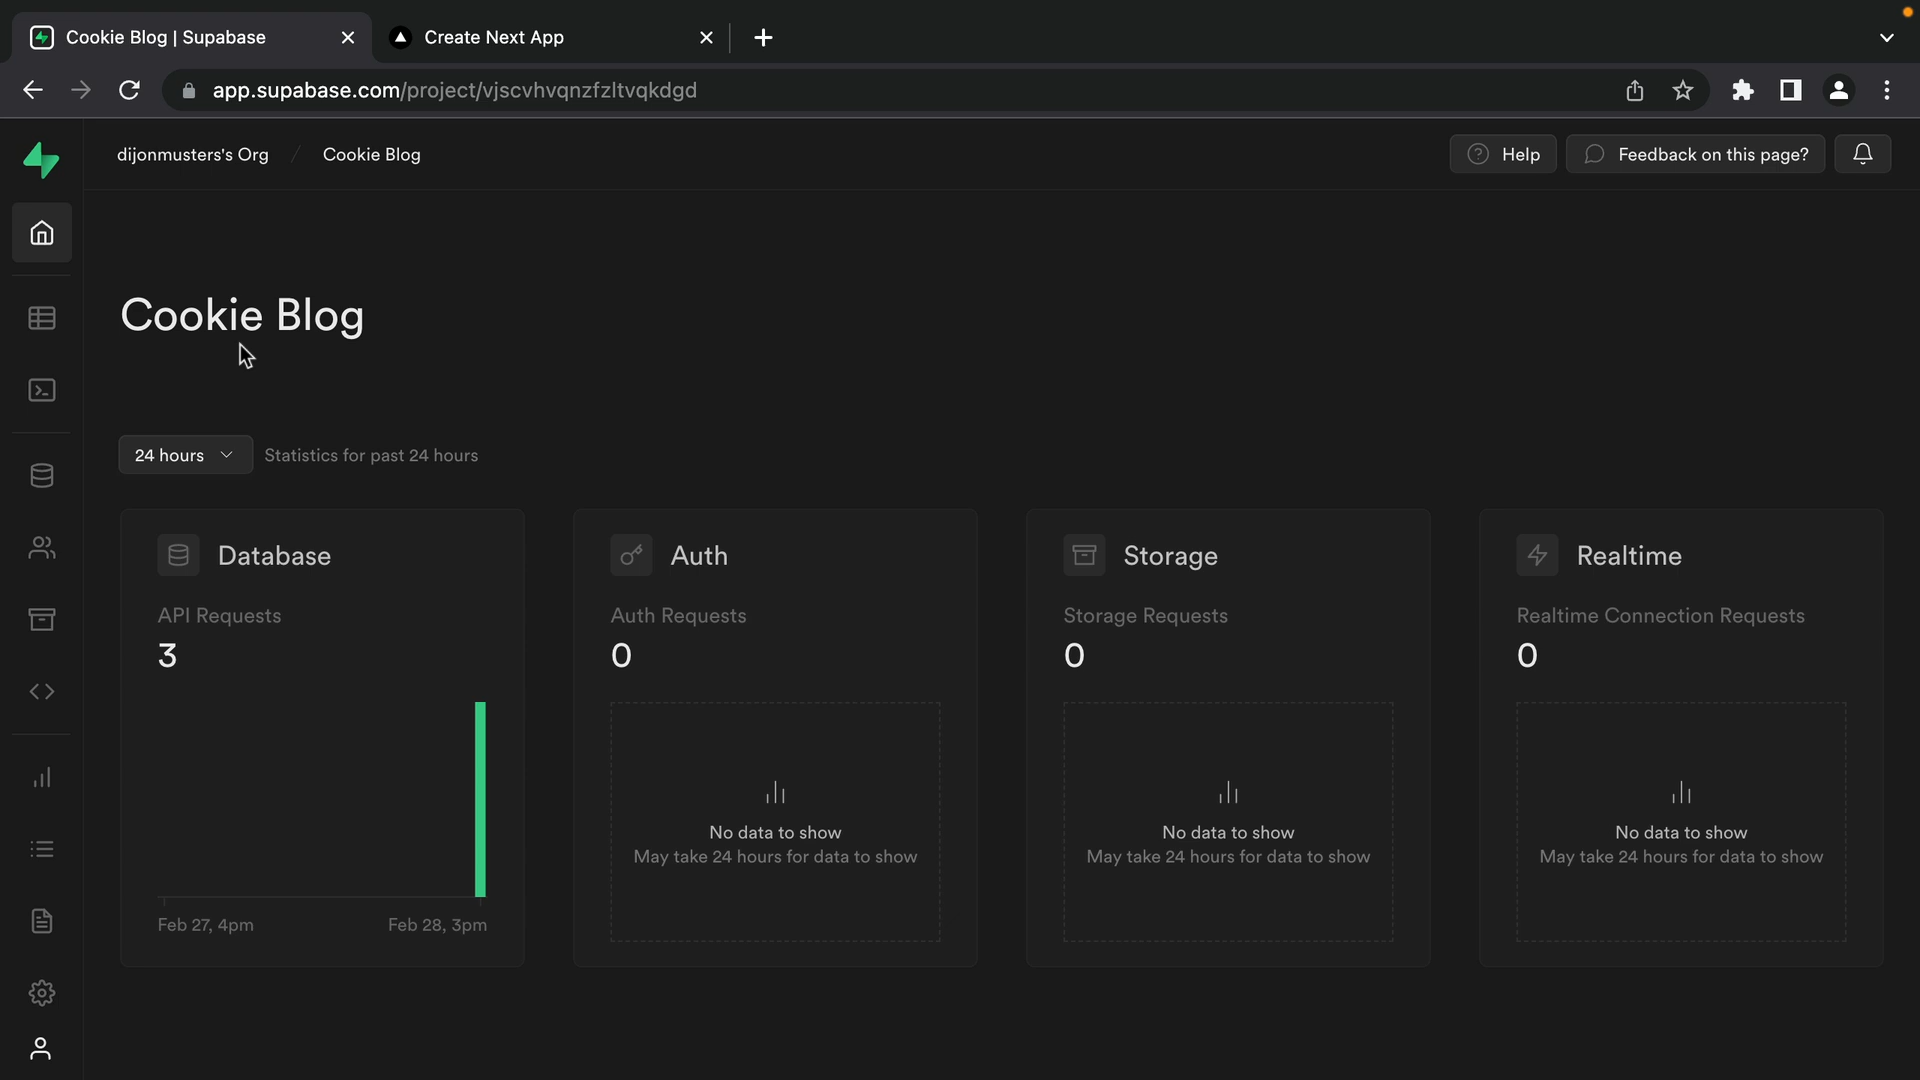 Cookie Blog | Supabase
Create Next App
app.supabase.com/project/vjscvhvqnzfzltvqkdgd
dijonmusters's Org / Cookie Blog
Help
Feedback on this page?
Cookie Blog
24 hours
Statistics for past 24 hours
Database
API Requests
3
Feb 27, 4pm
Feb 28, 3pm
Auth
Auth Requests
0
No data to show
May take 24 hours for data to show
Storage
Storage Requests
0
No data to show
May take 24 hours for data to show
Realtime
Realtime Connection Requests
0
No data to show
May take 24 hours for data to show